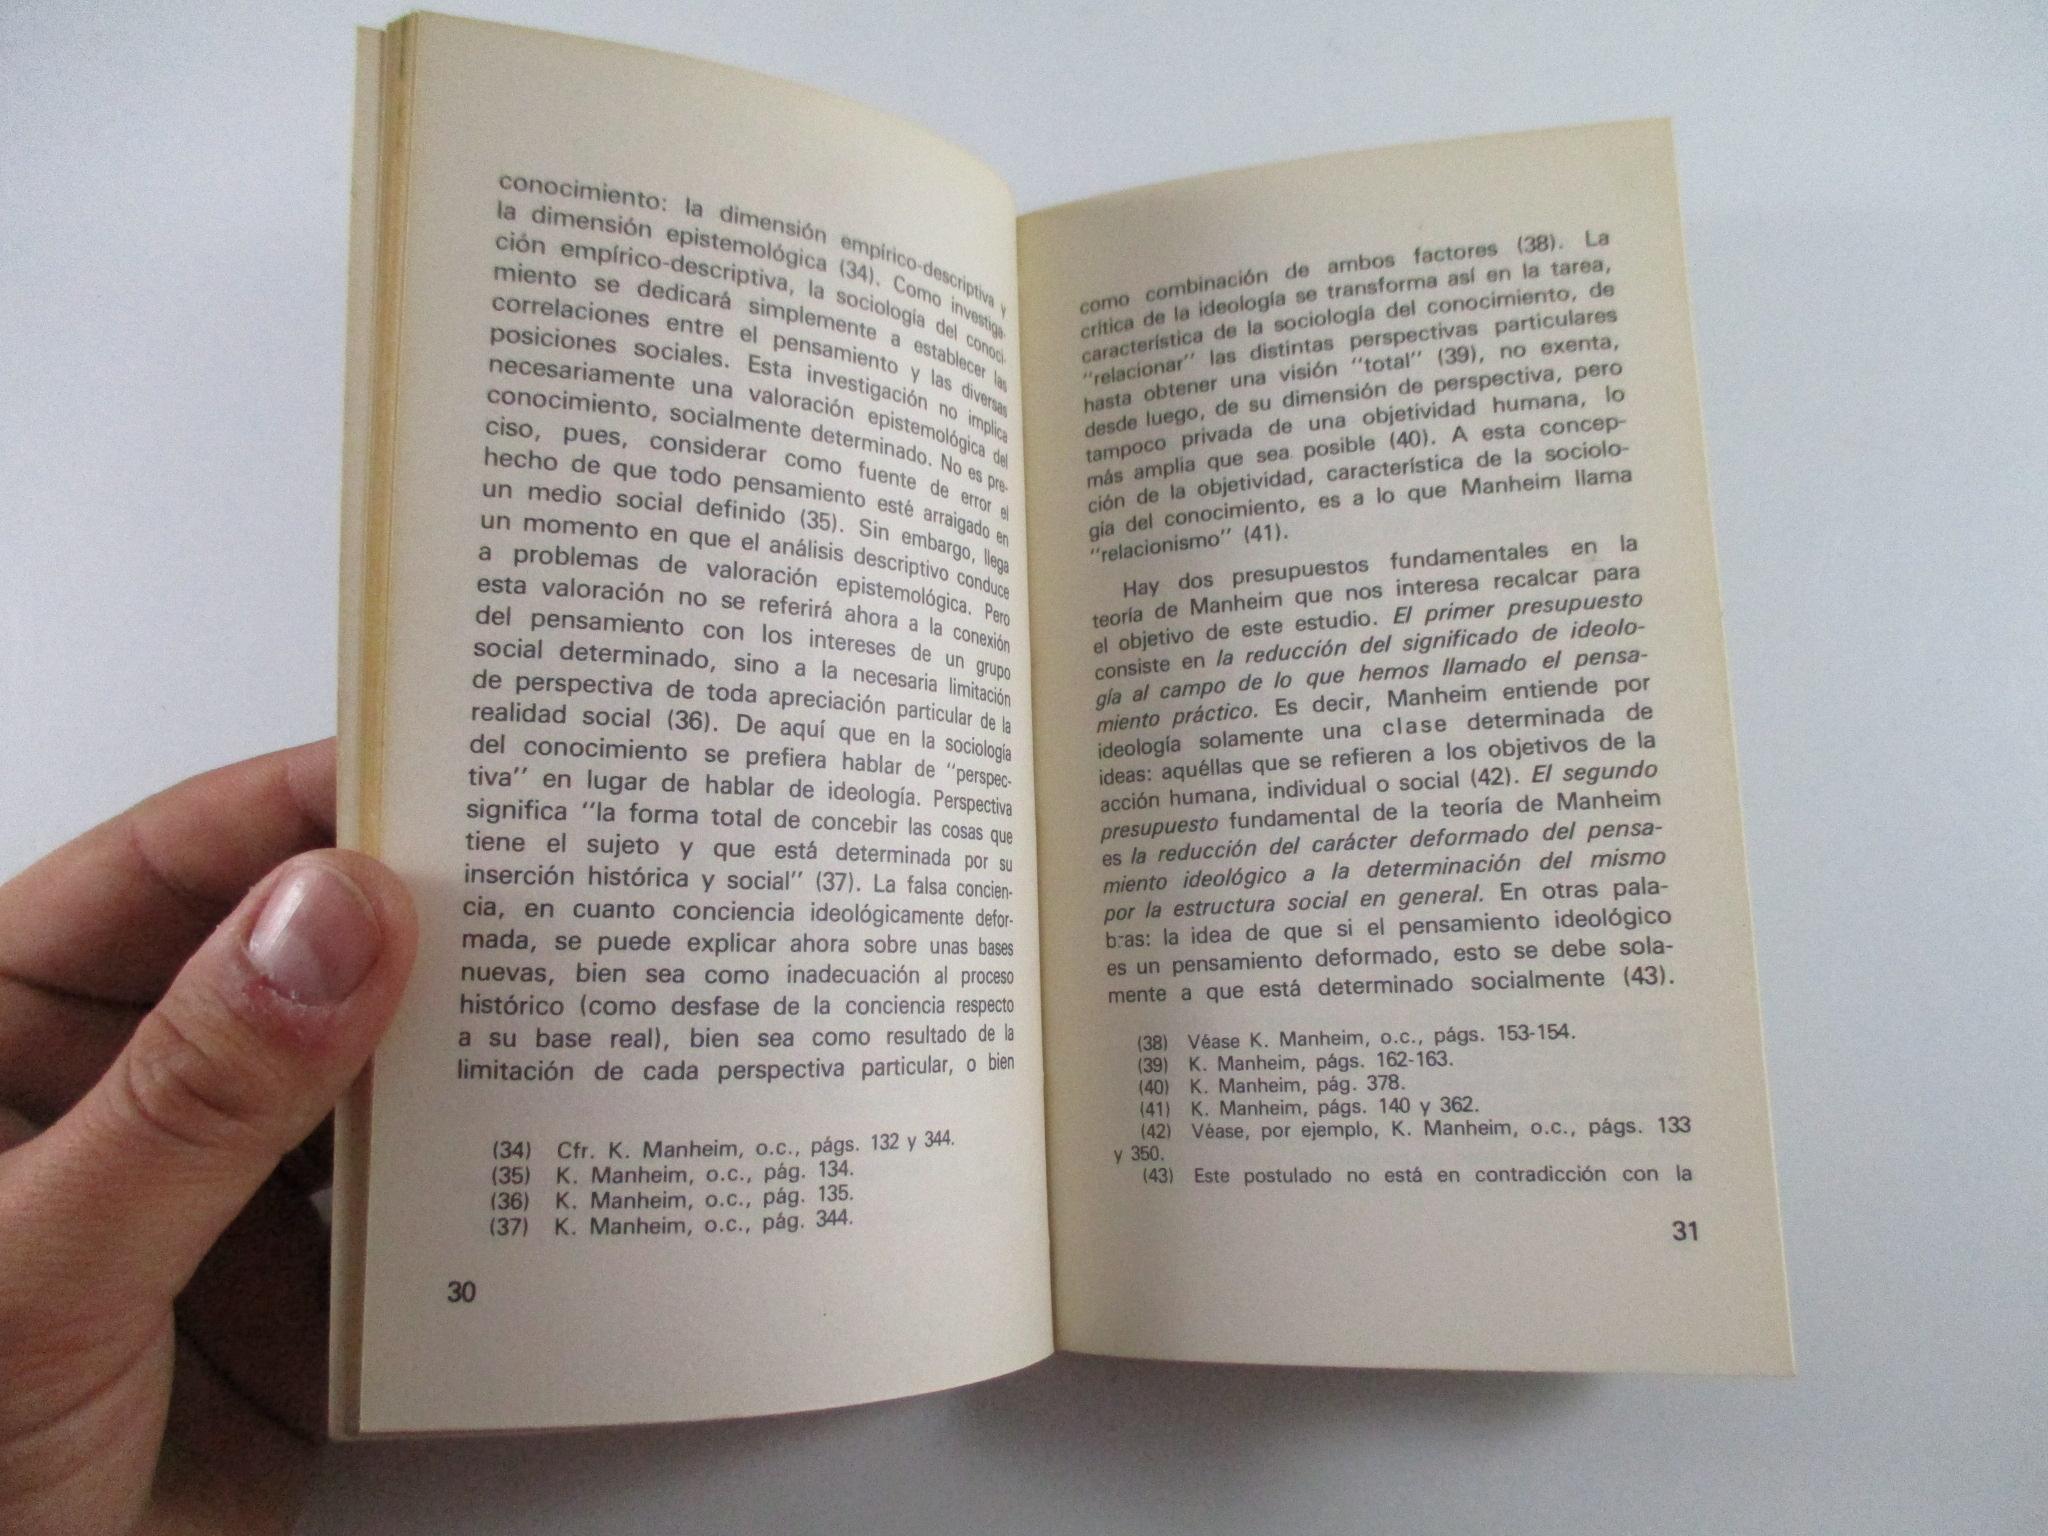 conocimiento: la dimensión empírico-descriptiva y
la dimensión epistemológica (34). Como investiga-
ción empírico-descriptiva, la sociología del conoci-
miento se dedicará simplemente a establecer las
correlaciones entre el pensamiento y las diversas
posiciones sociales. Esta investigación no implica
necesariamente una valoración epistemológica del
conocimiento, socialmente determinado. No es pre-
ciso, pues, considerar como fuente de error el
hecho de que todo pensamiento esté arraigado en
un medio social definido (35). Sin embargo, llega
un momento en que el análisis descriptivo conduce
a problemas de valoración epistemológica. Pero
esta valoración no se referirá ahora a la conexión
del pensamiento con los intereses de un grupo
social determinado, sino a la necesaria limitación
de perspectiva de toda apreciación particular de la
realidad social (36). De aquí que en la sociología
del conocimiento se prefiera hablar de "perspec-
tiva" en lugar de hablar de ideología. Perspectiva
significa "la forma total de concebir las cosas que
tiene el sujeto y que está determinada por su
inserción histórica y social" (37). La falsa concien-
cia, en cuanto conciencia ideológicamente defor-
mada, se puede explicar ahora sobre unas bases
nuevas, bien sea como inadecuación al proceso
histórico (como desfase de la conciencia respecto
a su base real), bien sea como resultado de la
limitación de cada perspectiva particular, o bien
(34) Cfr. K. Manheim, o.c., págs. 132 y 344.
(35) K. Manheim, o.c., pág. 134.
(36) K. Manheim, o.c., pág. 135.
(37) K. Manheim, o.c., pág. 344.
30
como combinación de ambos factores (38). La
crítica de la ideología se transforma así en la tarea,
característica de la sociología del conocimiento, de
"relacionar" las distintas perspectivas particulares
hasta obtener una visión "total" (39), no exenta,
desde luego, de su dimensión de perspectiva, pero
tampoco privada de una objetividad humana, lo
más amplia que sea posible (40). A esta concep-
ción de la objetividad, característica de la sociolo-
gía del conocimiento, es a lo que Manheim llama
"relacionismo" (41).
Hay dos presupuestos fundamentales en la
teoría de Manheim que nos interesa recalcar para
el objetivo de este estudio. El primer presupuesto
consiste en la reducción del significado de ideolo-
gía al campo de lo que hemos llamado el pensa-
miento práctico. Es decir, Manheim entiende por
ideología solamente una clase determinada de
ideas: aquéllas que se refieren a los objetivos de la
acción humana, individual o social (42). El segundo
presupuesto fundamental de la teoría de Manheim
es la reducción del carácter deformado del pensa-
miento ideológico a la determinación del mismo
por la estructura social en general. En otras pala-
bras: la idea de que si el pensamiento ideológico
es un pensamiento deformado, esto se debe sola-
mente a que está determinado socialmente (43).
(38) Véase K. Manheim, o.c., págs. 153-154.
(39) K. Manheim, págs. 162-163.
(40) K. Manheim, pág. 378.
(41) K. Manheim, págs. 140 y 362.
(42) Véase, por ejemplo, K. Manheim, o.c., págs. 133
y 350.
(43) Este postulado no está en contradicción con la
31